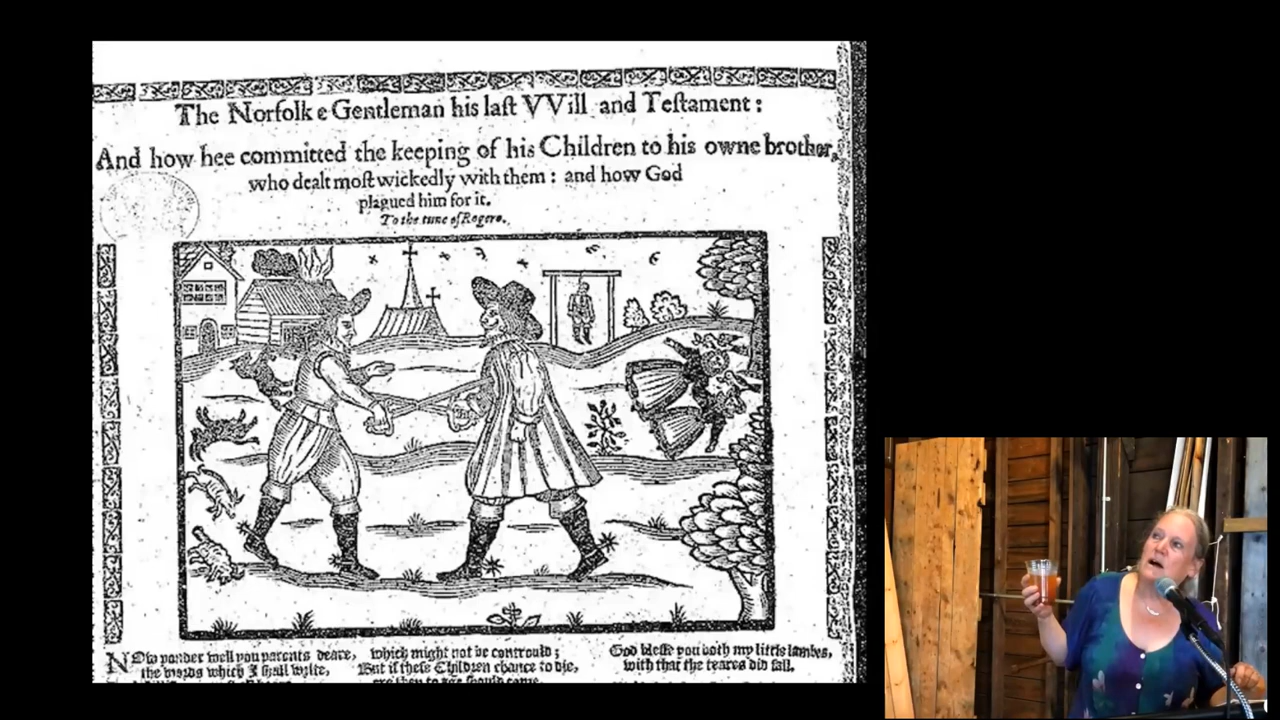 The Norfolke Gentleman his laſt VVill and Teſtament:
And how hee committed the keeping of his Children to his owne brother,
who dealt moſt wickedly with them: and how God
plagued him for it.
To the tune of Rogero.
NOw ponder well you parents deare,
the words which I ſhall write,
which might not be contrould;
But if theſe Children chance to die,
God bleſſe you both my little lambes,
with that the teares did fall.